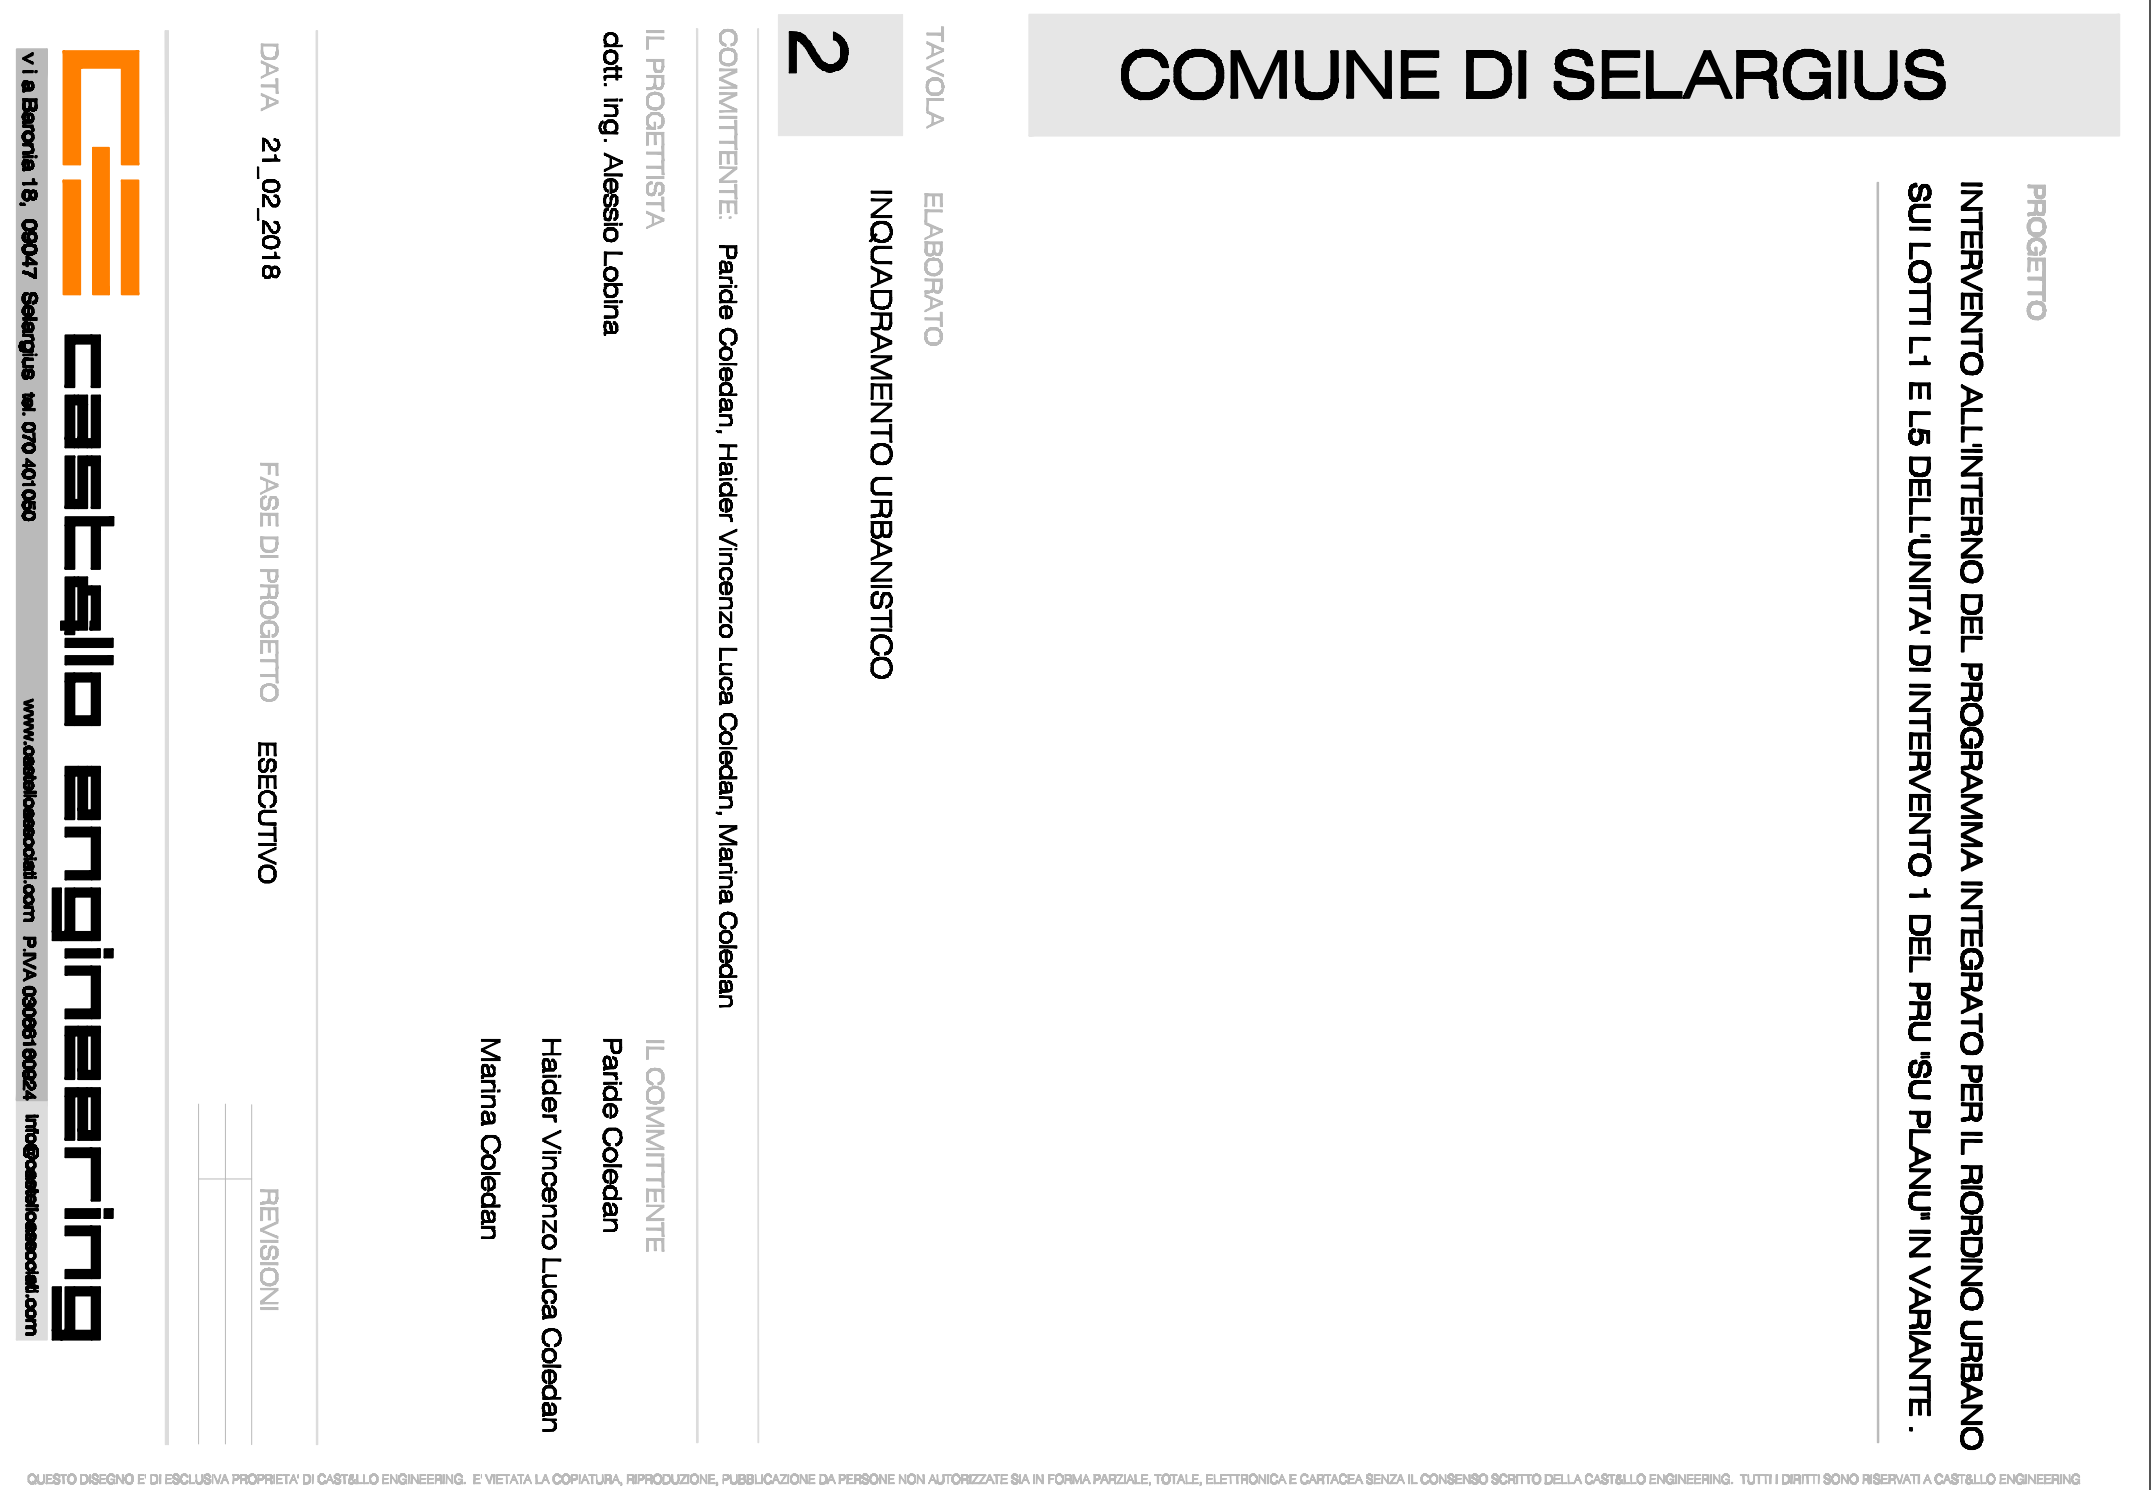 COMUNE DI SELARGIUS
PROGETTO
INTERVENTO ALL'INTERNO DEL PROGRAMMA INTEGRATO PER IL RIORDINO URBANO
SUI LOTTI L1 E L5 DELL'UNITA' DI INTERVENTO 1 DEL PRU "SU PLANU" IN VARIANTE .
TAVOLA ELABORATO
2 INQUADRAMENTO URBANISTICO
COMMITTENTE: Paride Coledan, Haider Vincenzo Luca Coledan, Marina Coledan
IL PROGETTISTA IL COMMITTENTE
dott. ing. Alessio Lobina Paride Coledan
Haider Vincenzo Luca Coledan
Marina Coledan
DATA 21_02_2018 FASE DI PROGETTO ESECUTIVO REVISIONI
cast&llo engineering
via Baronia 18, 09047 Selargius tel. 070 401050 www.castelloassociati.com P.IVA 03086160924 info@castelloassociati.com
QUESTO DISEGNO E' DI ESCLUSIVA PROPRIETA' DI CAST&LLO ENGINEERING. E' VIETATA LA COPIATURA, RIPRODUZIONE, PUBBLICAZIONE DA PERSONE NON AUTORIZZATE SIA IN FORMA PARZIALE, TOTALE, ELETTRONICA E CARTACEA SENZA IL CONSENSO SCRITTO DELLA CAST&LLO ENGINEERING. TUTTI I DIRITTI SONO RISERVATI A CAST&LLO ENGINEERING